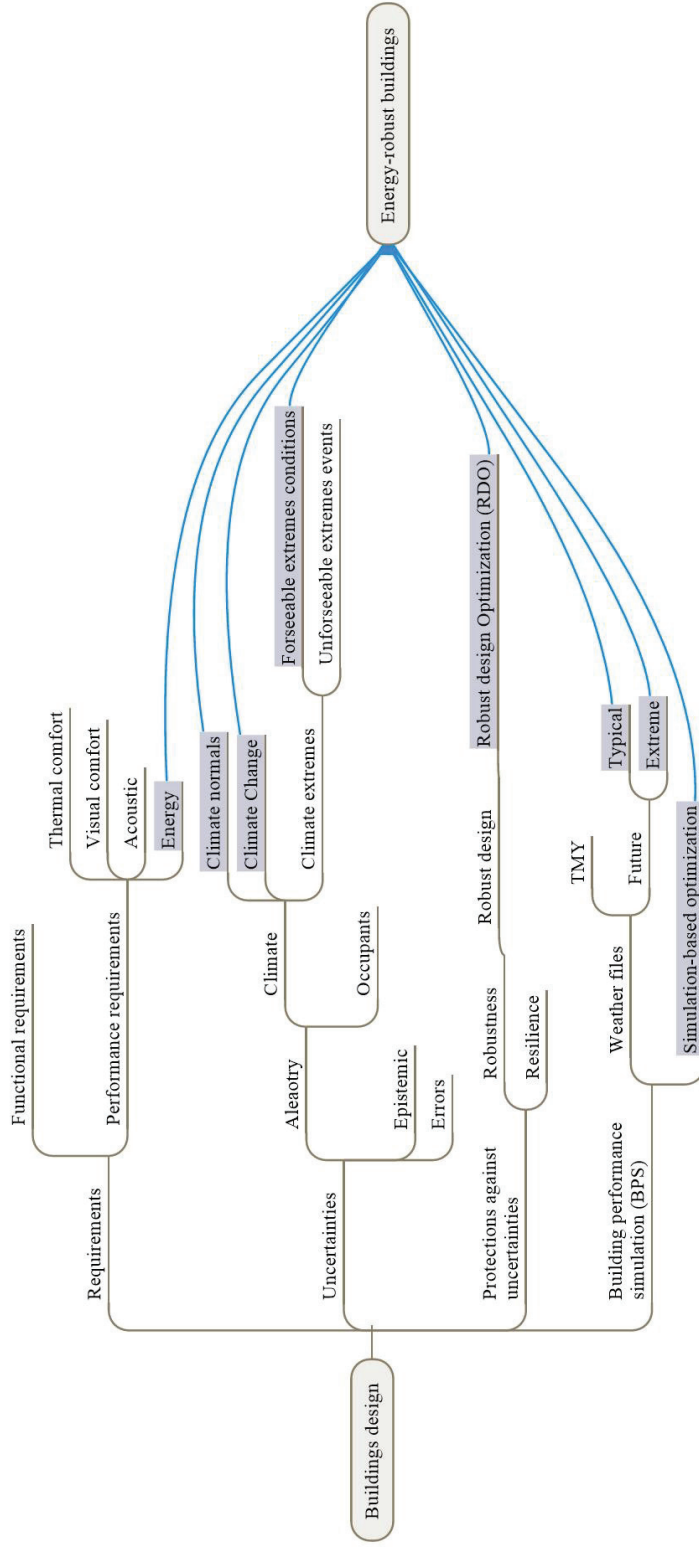 Buildings design
Requirements
Functional requirements
Performance requirements
Thermal comfort
Visual comfort
Acoustic
Energy
Uncertainties
Aleaotry
Climate
Climate normals
Climate Change
Climate extremes
Forseeable extremes conditions
Unforseeable extremes events
Occupants
Epistemic
Errors
Protections against
uncertainties
Robustness
Robust design
Robust design Optimization (RDO)
Resilience
Building performance
simulation (BPS)
Weather files
TMY
Future
Typical
Extreme
Simulation-based optimization
Energy-robust buildings